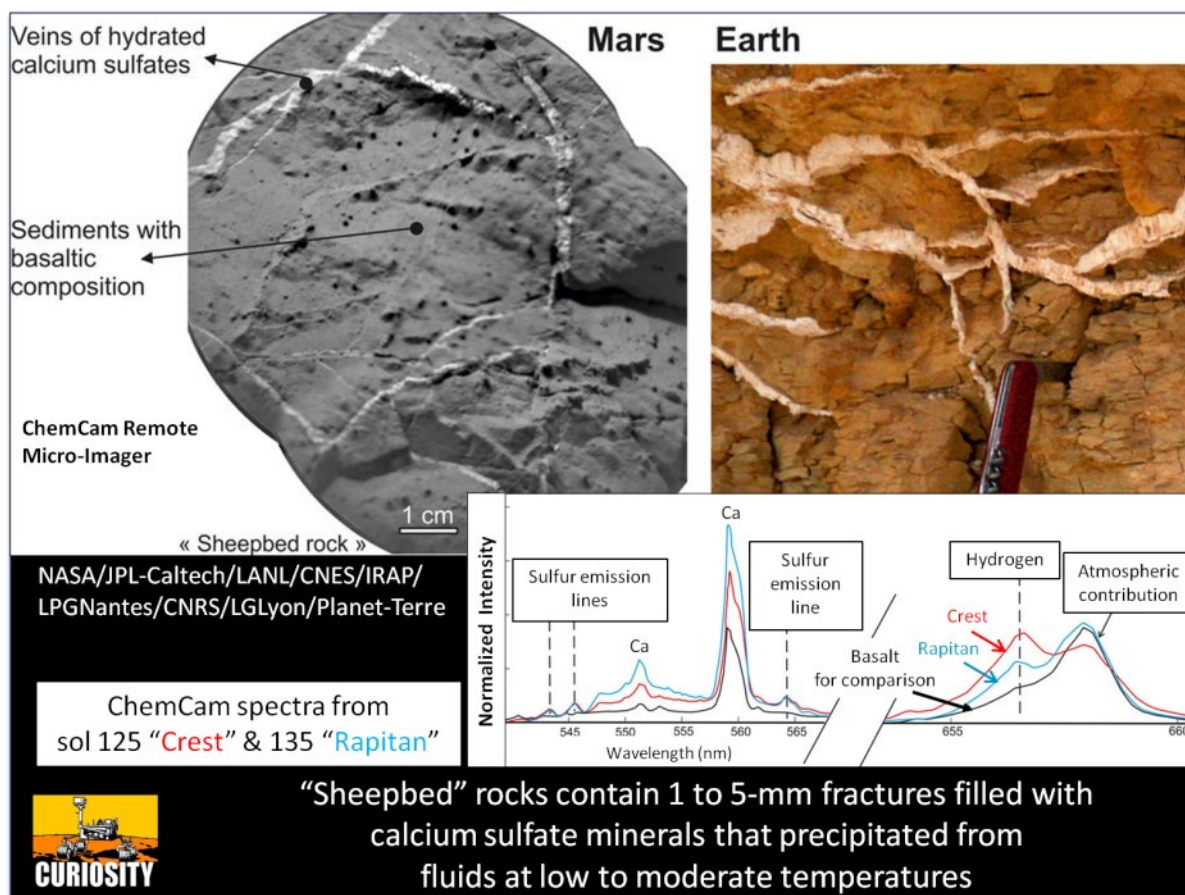 Veins of hydrated
calcium sulfates
Mars
Earth
Sediments with
basaltic
composition
ChemCam Remote
Micro-Imager
1 cm
« Sheepbed rock »
NASA/JPL-Caltech/LANL/CNES/IRAP/
LPGNantes/CNRS/LGLyon/Planet-Terre
ChemCam spectra from
sol 125 “Crest” & 135 “Rapitan”
Normalized Intensity
Sulfur emission
lines
Ca
Ca
Sulfur
emission
line
Hydrogen
Atmospheric
contribution
Crest
Rapitan
Basalt
for comparison
545 550 555 560 565 655 660
Wavelength (nm)
“Sheepbed” rocks contain 1 to 5-mm fractures filled with
calcium sulfate minerals that precipitated from
fluids at low to moderate temperatures
CURIOSITY